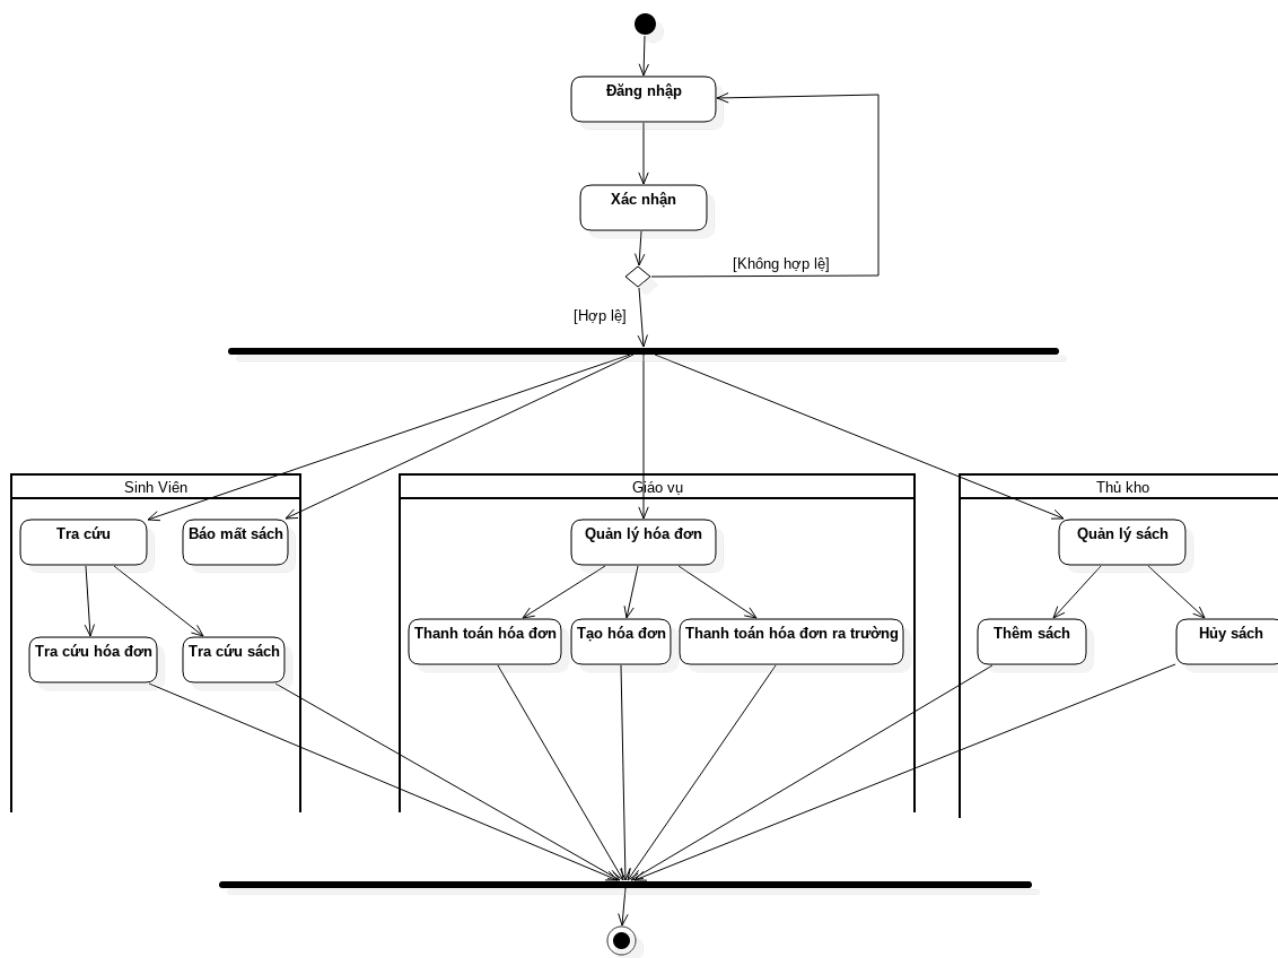 Đăng nhập
Xác nhận
[Không hợp lệ]
[Hợp lệ]
Sinh Viên
Giáo vụ
Thủ kho
Tra cứu
Báo mất sách
Quản lý hóa đơn
Quản lý sách
Thanh toán hóa đơn
Tạo hóa đơn
Thanh toán hóa đơn ra trường
Thêm sách
Hủy sách
Tra cứu hóa đơn
Tra cứu sách